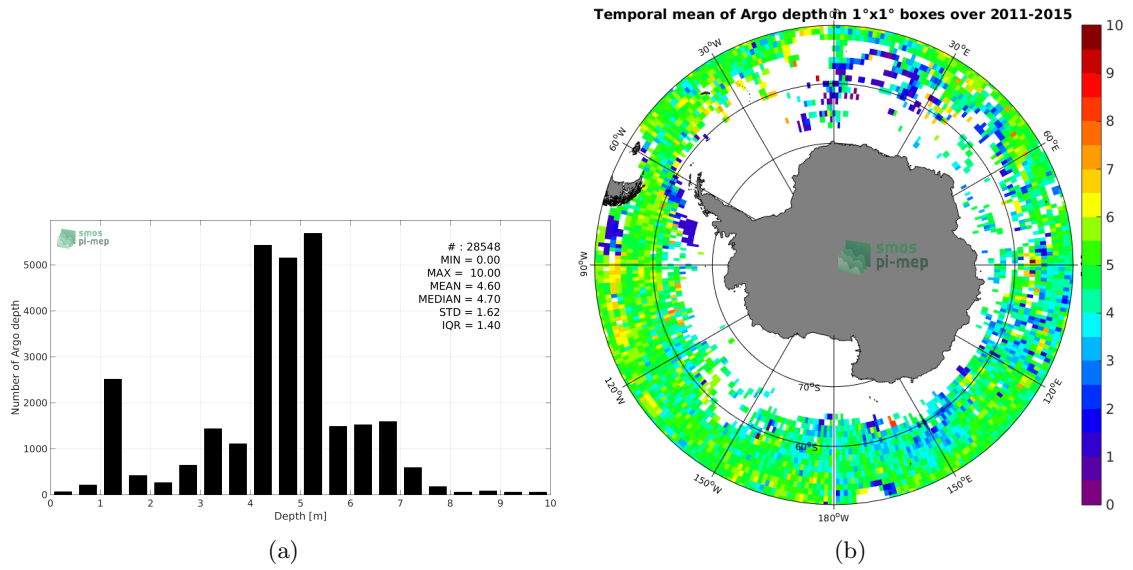 smos
pi-mep
# : 28548
MIN = 0.00
MAX = 10.00
MEAN = 4.60
MEDIAN = 4.70
STD = 1.62
IQR = 1.40
Number of Argo depth
5000
4000
3000
2000
1000
0
0 1 2 3 4 5 6 7 8 9 10
Depth [m]
(a)
Temporal mean of Argo depth in 1°x1° boxes over 2011-2015
30°W
30°E
60°W
60°E
90°W
120°W
120°E
150°W
150°E
180°W
70°S
60°S
smos
pi-mep
10
9
8
7
6
5
4
3
2
1
0
(b)